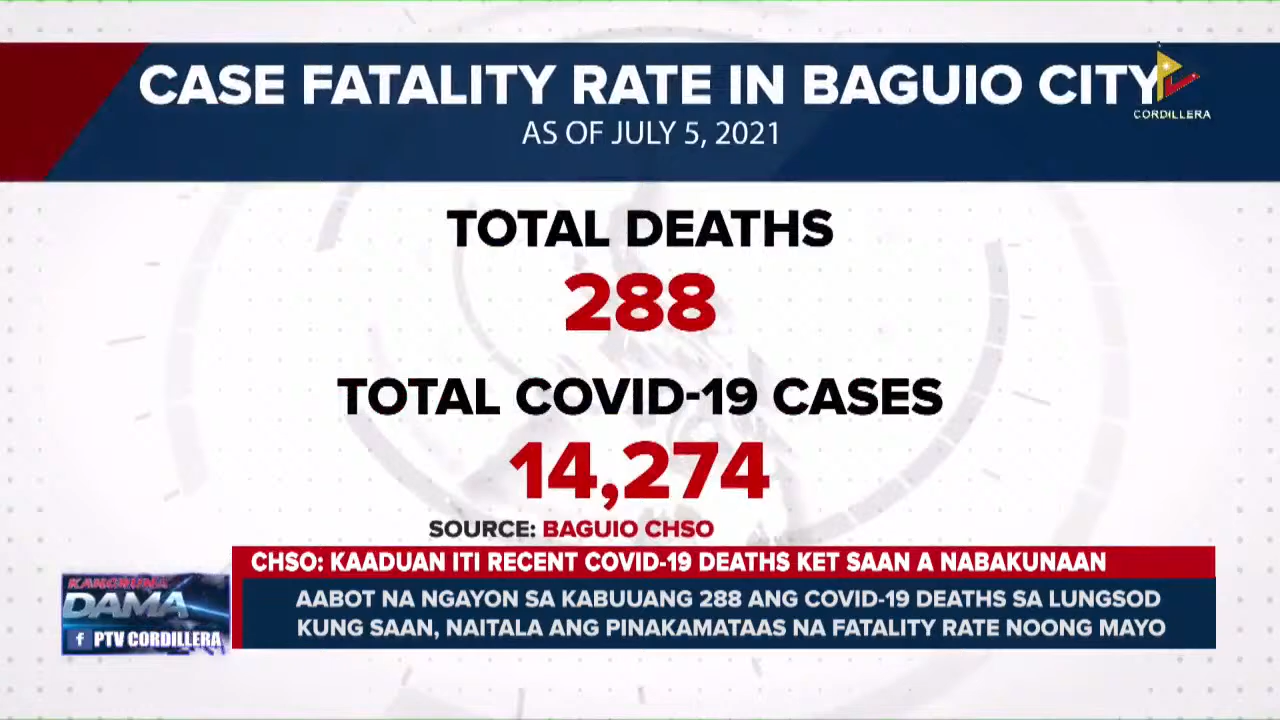 CASE FATALITY RATE IN BAGUIO CITY
AS OF JULY 5, 2021
CORDILLERA
TOTAL DEATHS
288
TOTAL COVID-19 CASES
14,274
SOURCE: BAGUIO CHSO
CHSO: KAADUAN ITI RECENT COVID-19 DEATHS KET SAAN A NABAKUNAAN
KANGRUNA
DAMA
f PTV CORDILLERA
AABOT NA NGAYON SA KABUUANG 288 ANG COVID-19 DEATHS SA LUNGSOD
KUNG SAAN, NAITALA ANG PINAKAMATAAS NA FATALITY RATE NOONG MAYO